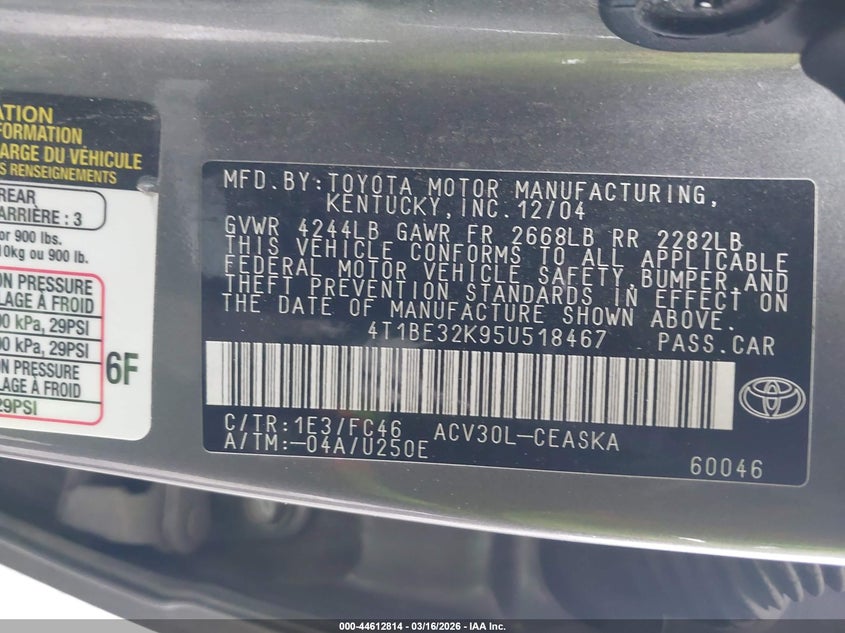 ATION
FORMATION
ARGE DU VÉHICULE
S RENSEIGNEMENTS
REAR
ARRIÈRE : 3
or 900 lbs.
10kg ou 900 lb.
ON PRESSURE
LAGE À FROID
00 kPa, 29PSI
00 kPa, 29PSI
ON PRESSURE
LAGE À FROID
29PSI
6F
MFD.BY:TOYOTA MOTOR MANUFACTURING,
KENTUCKY,INC.12/04
GVWR 4244LB GAWR FR 2668LB RR 2282LB
THIS VEHICLE CONFORMS TO ALL APPLICABLE
FEDERAL MOTOR VEHICLE SAFETY,BUMPER,AND
THEFT PREVENTION STANDARDS IN EFFECT ON
THE DATE OF MANUFACTURE SHOWN ABOVE.
4T1BE32K95U518467 PASS.CAR
C/TR:1E3/FC46 ACV30L-CEASKA
A/TM:-04A/U250E
60046
000-44612814 - 03/16/2026 - IAA Inc.